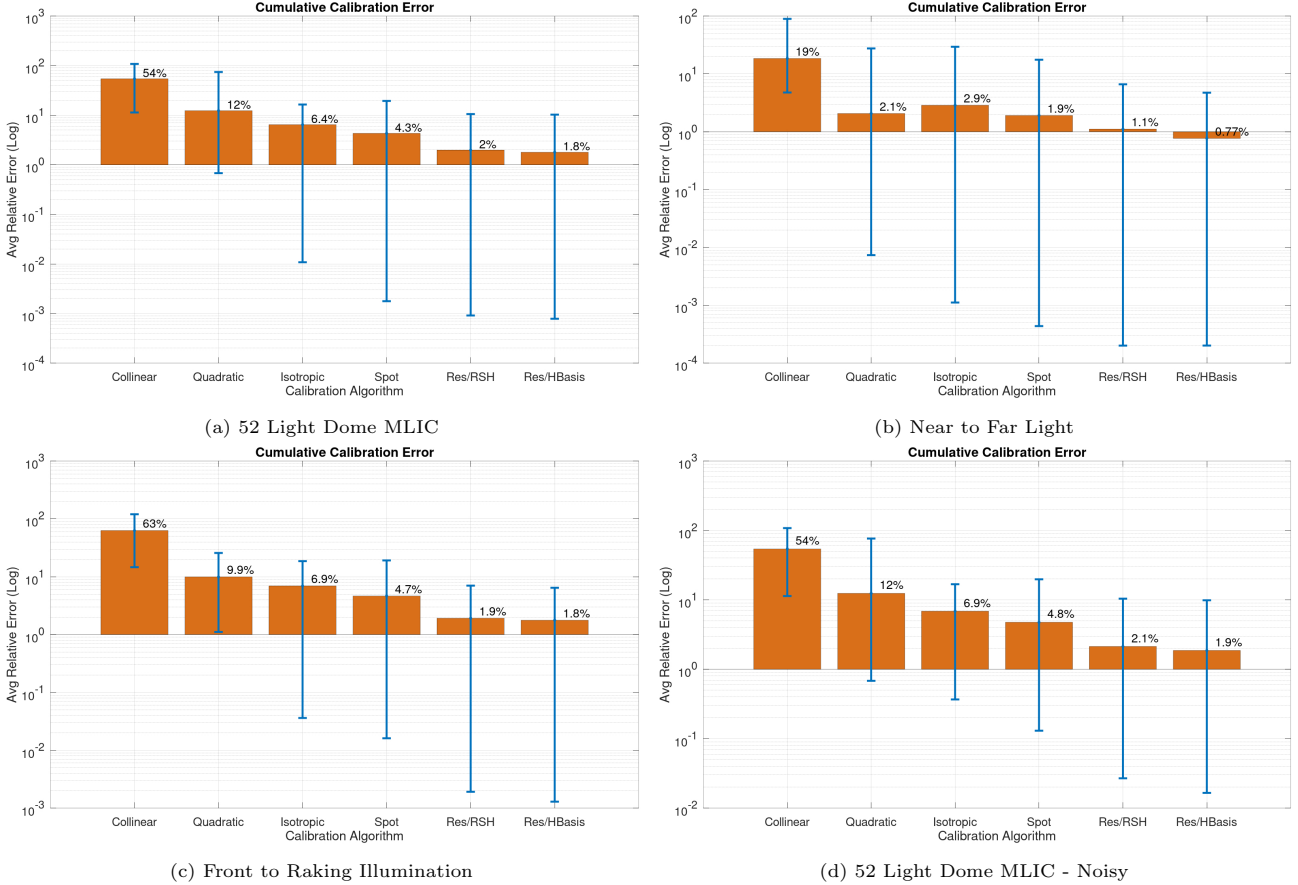 Cumulative Calibration Error
Avg Relative Error (Log)
10^3
10^2
10^1
10^0
10^-1
10^-2
10^-3
10^-4
54%
12%
6.4%
4.3%
2%
1.8%
Collinear Quadratic Isotropic Spot Res/RSH Res/HBasis
Calibration Algorithm
(a) 52 Light Dome MLIC
Cumulative Calibration Error
Avg Relative Error (Log)
10^2
10^1
10^0
10^-1
10^-2
10^-3
10^-4
19%
2.1%
2.9%
1.9%
1.1%
0.77%
Collinear Quadratic Isotropic Spot Res/RSH Res/HBasis
Calibration Algorithm
(b) Near to Far Light
Cumulative Calibration Error
Avg Relative Error (Log)
10^3
10^2
10^1
10^0
10^-1
10^-2
10^-3
63%
9.9%
6.9%
4.7%
1.9%
1.8%
Collinear Quadratic Isotropic Spot Res/RSH Res/HBasis
Calibration Algorithm
(c) Front to Raking Illumination
Cumulative Calibration Error
Avg Relative Error (Log)
10^3
10^2
10^1
10^0
10^-1
10^-2
54%
12%
6.9%
4.8%
2.1%
1.9%
Collinear Quadratic Isotropic Spot Res/RSH Res/HBasis
Calibration Algorithm
(d) 52 Light Dome MLIC - Noisy